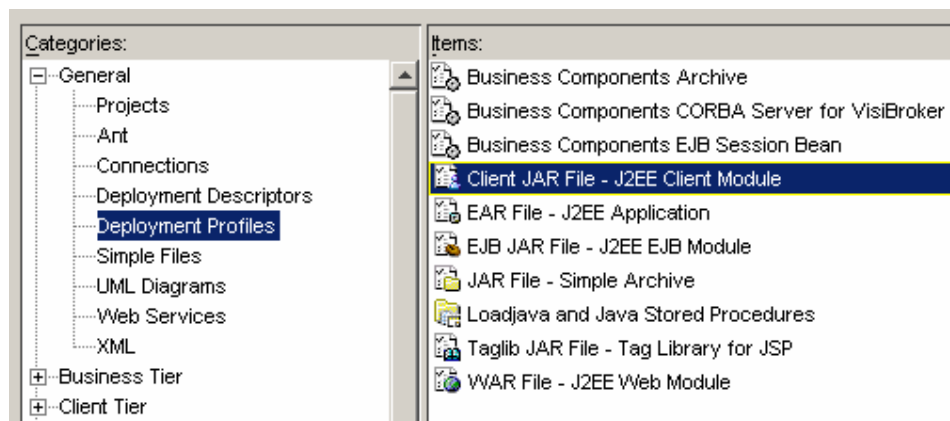 Categories:
General
Projects
Ant
Connections
Deployment Descriptors
Deployment Profiles
Simple Files
UML Diagrams
Web Services
XML
Business Tier
Client Tier
Items:
Business Components Archive
Business Components CORBA Server for VisiBroker
Business Components EJB Session Bean
Client JAR File - J2EE Client Module
EAR File - J2EE Application
EJB JAR File - J2EE EJB Module
JAR File - Simple Archive
Loadjava and Java Stored Procedures
Taglib JAR File - Tag Library for JSP
WAR File - J2EE Web Module